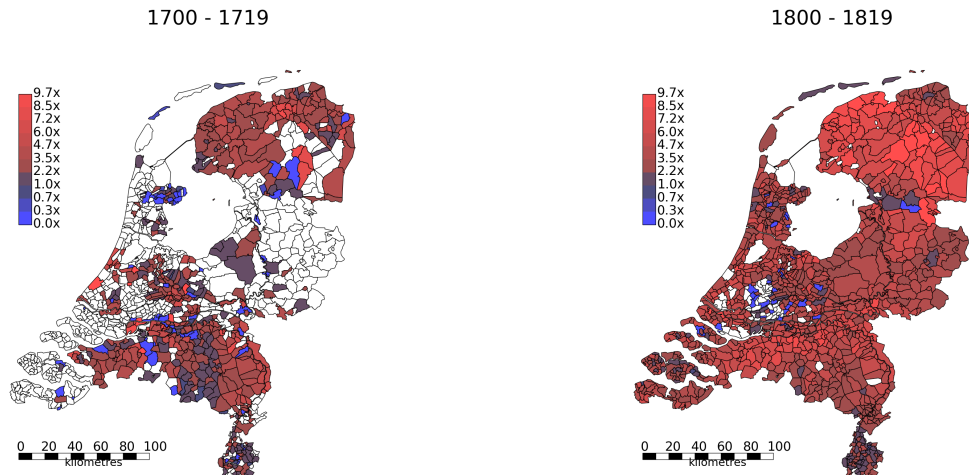 1700 - 1719
9.7x
8.5x
7.2x
6.0x
4.7x
3.5x
2.2x
1.0x
0.7x
0.3x
0.0x
0 20 40 60 80 100
kilometres
1800 - 1819
9.7x
8.5x
7.2x
6.0x
4.7x
3.5x
2.2x
1.0x
0.7x
0.3x
0.0x
0 20 40 60 80 100
kilometres